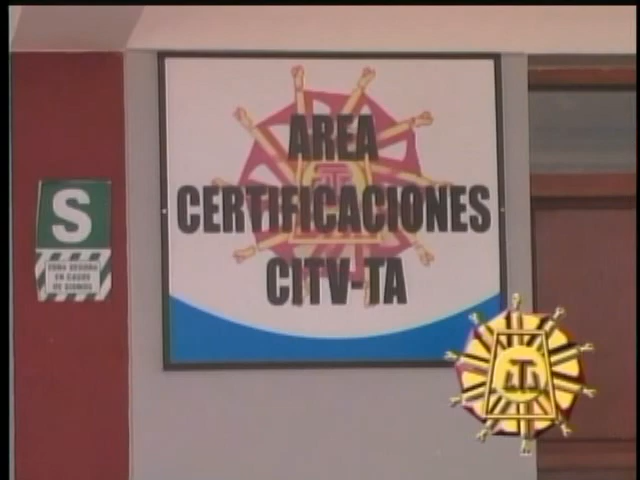 AREA
CERTIFICACIONES
CITV-TA
S
ZONA SEGURA
EN CASOS
DE SISMOS